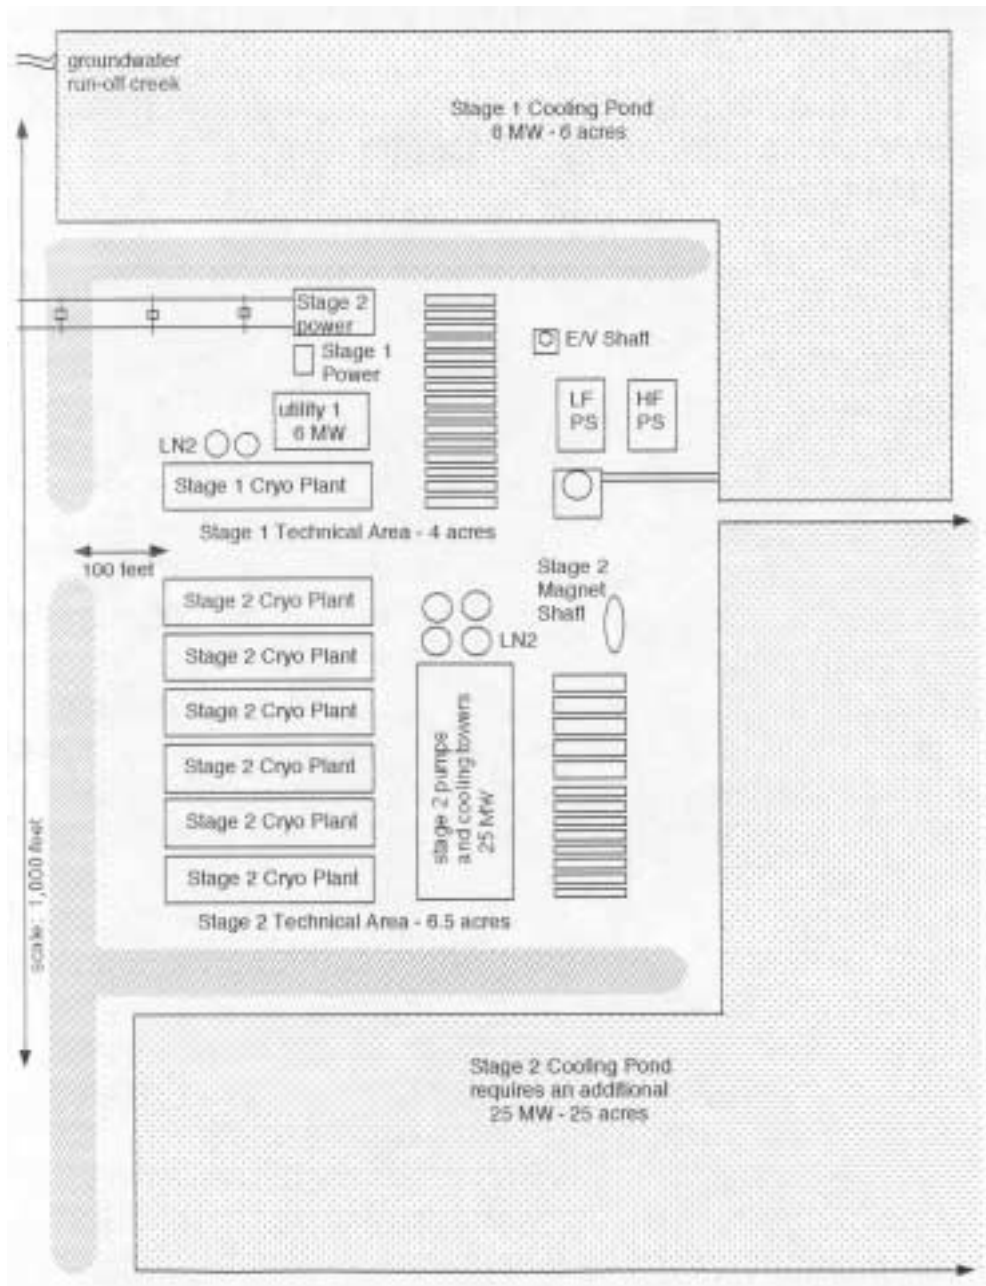 groundwater
run-off creek
Stage 1 Cooling Pond
6 MW - 6 acres
Stage 2
power
Stage 1
Power
E/V Shaft
utility 1
6 MW
LF
PS
HF
PS
LN2
Stage 1 Cryo Plant
Stage 1 Technical Area - 4 acres
100 feet
Stage 2
Magnet
Shaft
Stage 2 Cryo Plant
LN2
Stage 2 Cryo Plant
Stage 2 Cryo Plant
Stage 2 Cryo Plant
Stage 2 Cryo Plant
Stage 2 Cryo Plant
stage 2 pumps
and cooling towers
25 MW
scale: 1,000 feet
Stage 2 Technical Area - 6.5 acres
Stage 2 Cooling Pond
requires an additional
25 MW - 25 acres